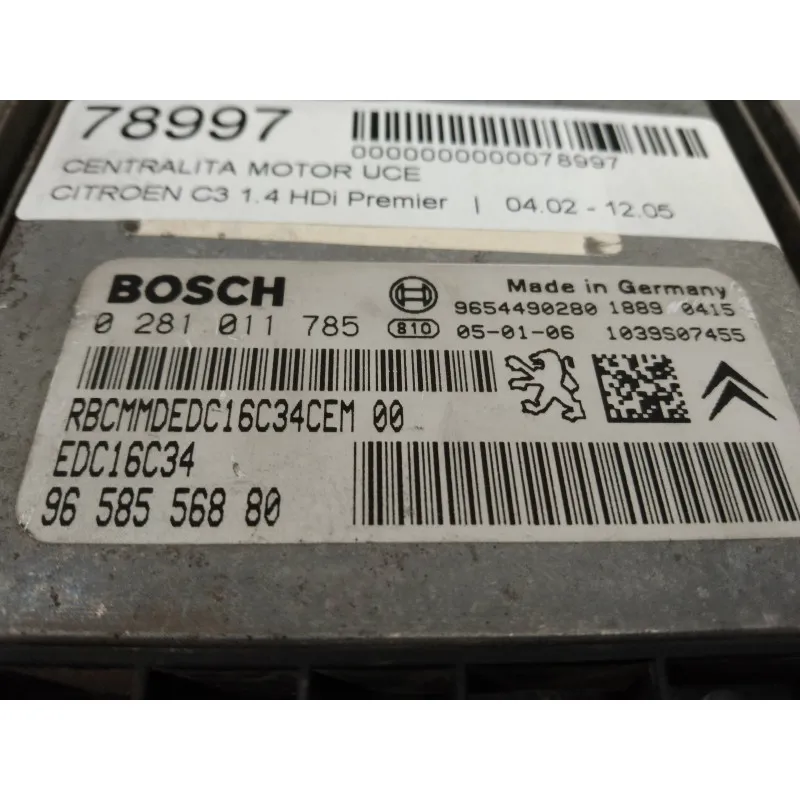 78997
0000000000078997
CENTRALITA MOTOR UCE
CITROEN C3 1.4 HDi Premier | 04.02 - 12.05
BOSCH Made in Germany
9654490280 1889 0415
0 281 011 785 810 05-01-06 1039S07455
RBCMMDEDC16C34CEM 00
EDC16C34
96 585 568 80